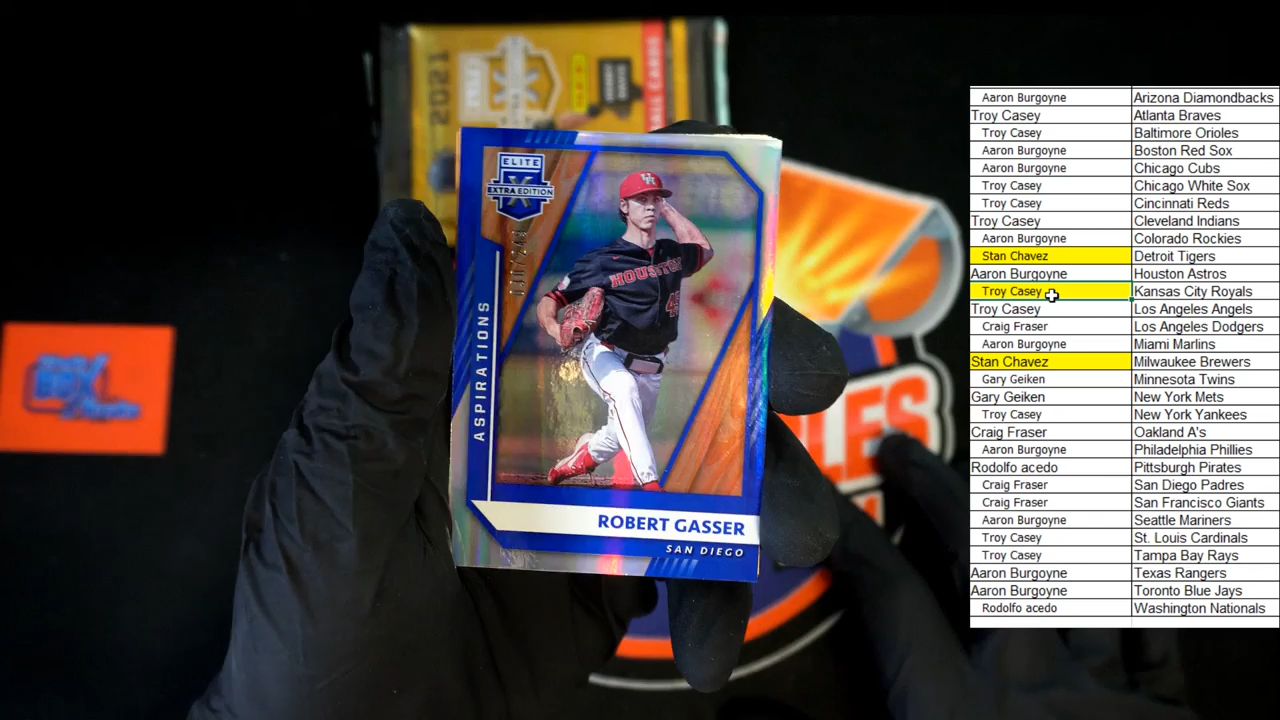 2021
ELITE
EXTRA EDITION
ASPIRATIONS
HOUSTON
UH
ROBERT GASSER
SAN DIEGO
Aaron Burgoyne Arizona Diamondbacks
Troy Casey Atlanta Braves
Troy Casey Baltimore Orioles
Aaron Burgoyne Boston Red Sox
Aaron Burgoyne Chicago Cubs
Troy Casey Chicago White Sox
Troy Casey Cincinnati Reds
Troy Casey Cleveland Indians
Aaron Burgoyne Colorado Rockies
Stan Chavez Detroit Tigers
Aaron Burgoyne Houston Astros
Troy Casey Kansas City Royals
Troy Casey Los Angeles Angels
Craig Fraser Los Angeles Dodgers
Aaron Burgoyne Miami Marlins
Stan Chavez Milwaukee Brewers
Gary Geiken Minnesota Twins
Gary Geiken New York Mets
Troy Casey New York Yankees
Craig Fraser Oakland A's
Aaron Burgoyne Philadelphia Phillies
Rodolfo acedo Pittsburgh Pirates
Craig Fraser San Diego Padres
Craig Fraser San Francisco Giants
Aaron Burgoyne Seattle Mariners
Troy Casey St. Louis Cardinals
Troy Casey Tampa Bay Rays
Aaron Burgoyne Texas Rangers
Aaron Burgoyne Toronto Blue Jays
Rodolfo acedo Washington Nationals